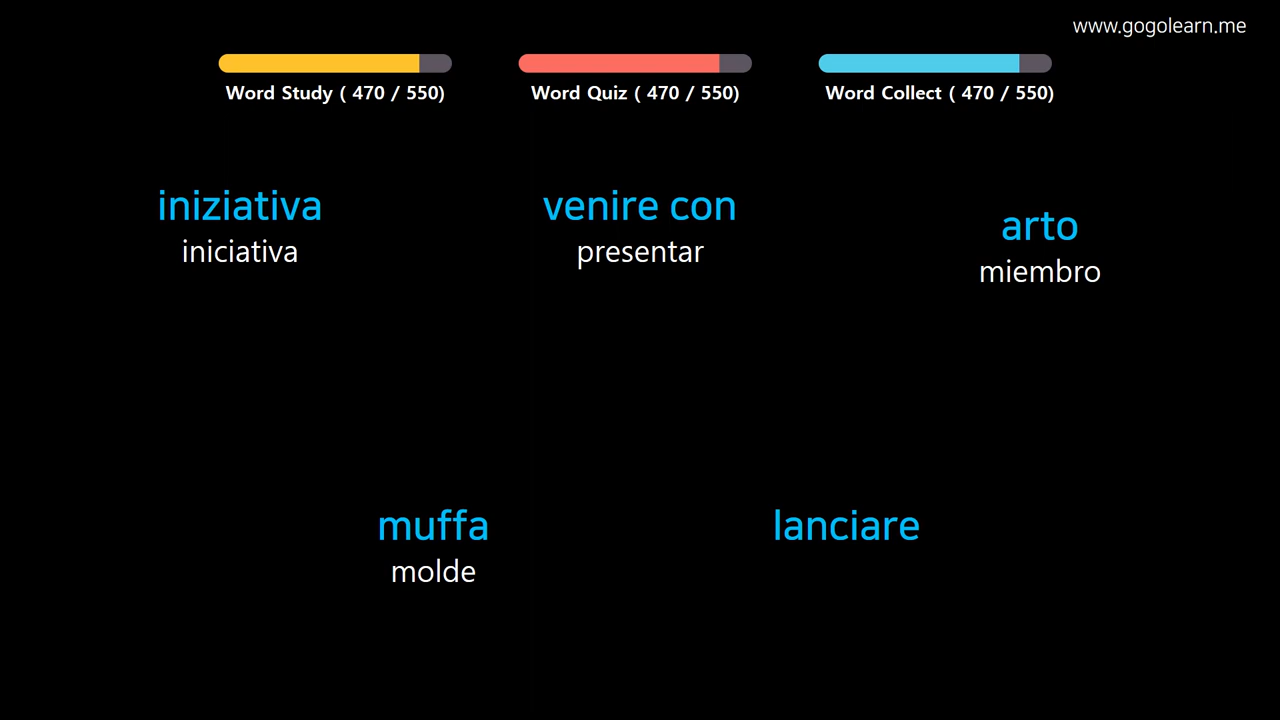 www.gogolearn.me
Word Study ( 470 / 550)
Word Quiz ( 470 / 550)
Word Collect ( 470 / 550)
iniziativa
iniciativa
venire con
presentar
arto
miembro
muffa
molde
lanciare